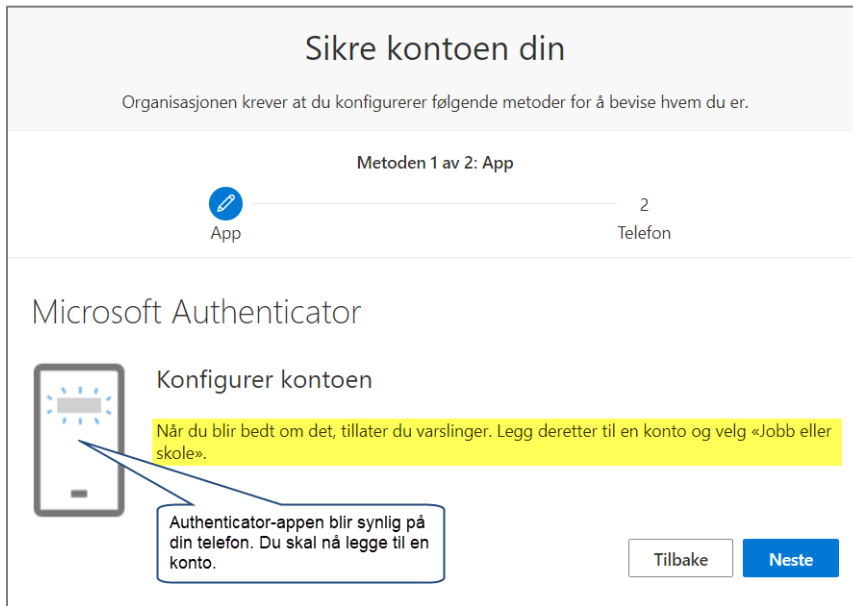 Sikre kontoen din
Organisasjonen krever at du konfigurerer følgende metoder for å bevise hvem du er.
Metoden 1 av 2: App
App
2
Telefon
Microsoft Authenticator
Konfigurer kontoen
Når du blir bedt om det, tillater du varslinger. Legg deretter til en konto og velg «Jobb eller
skole».
Authenticator-appen blir synlig på
din telefon. Du skal nå legge til en
konto.
Tilbake
Neste